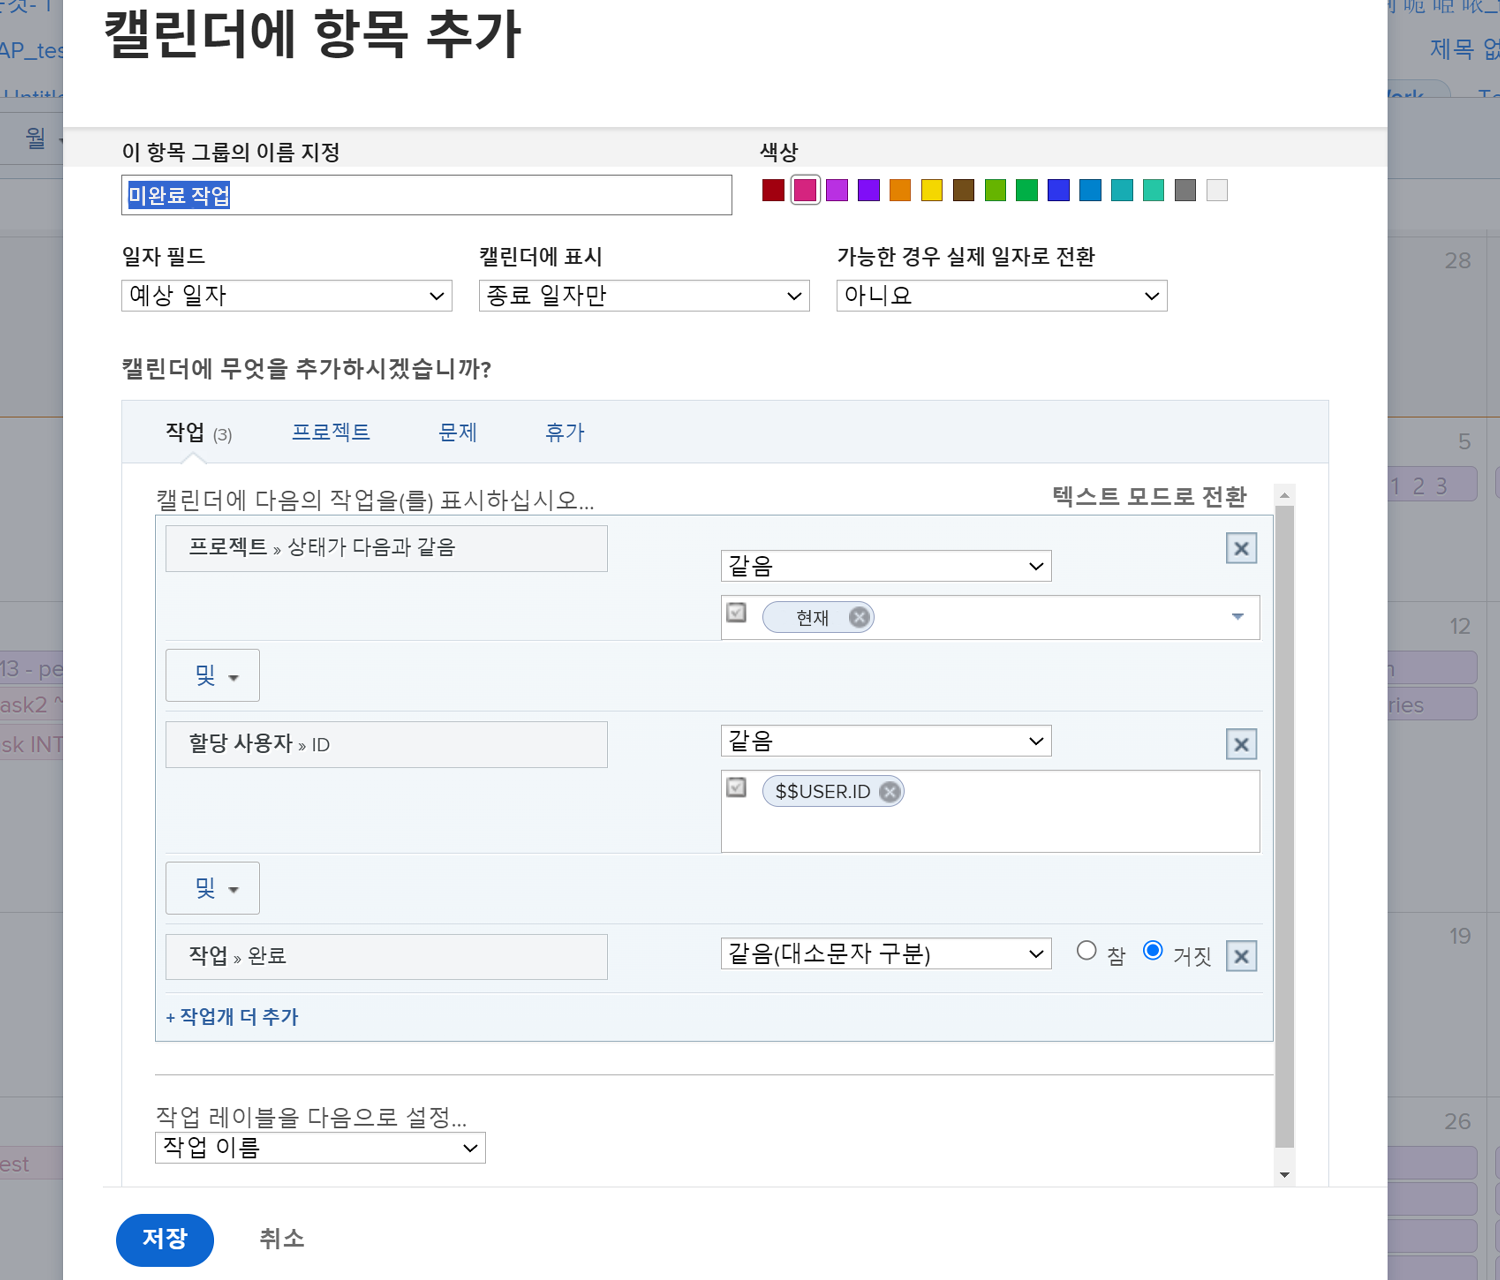 캘린더에 항목 추가
AP_tes
제목 없
월
이 항목 그룹의 이름 지정
색상
미완료 작업
일자 필드
캘린더에 표시
가능한 경우 실제 일자로 전환
예상 일자
종료 일자만
아니요
28
캘린더에 무엇을 추가하시겠습니까?
작업 (3)
프로젝트
문제
휴가
5
캘린더에 다음의 작업을(를) 표시하십시오...
텍스트 모드로 전환
1 2 3
프로젝트 » 상태가 다음과 같음
같음
현재
12
13 - pe
및
ask2 ~
ries
sk INT
할당 사용자 » ID
같음
$$USER.ID
및
19
작업 » 완료
같음(대소문자 구분)
참
거짓
+ 작업개 더 추가
작업 레이블을 다음으로 설정...
26
작업 이름
est
저장
취소